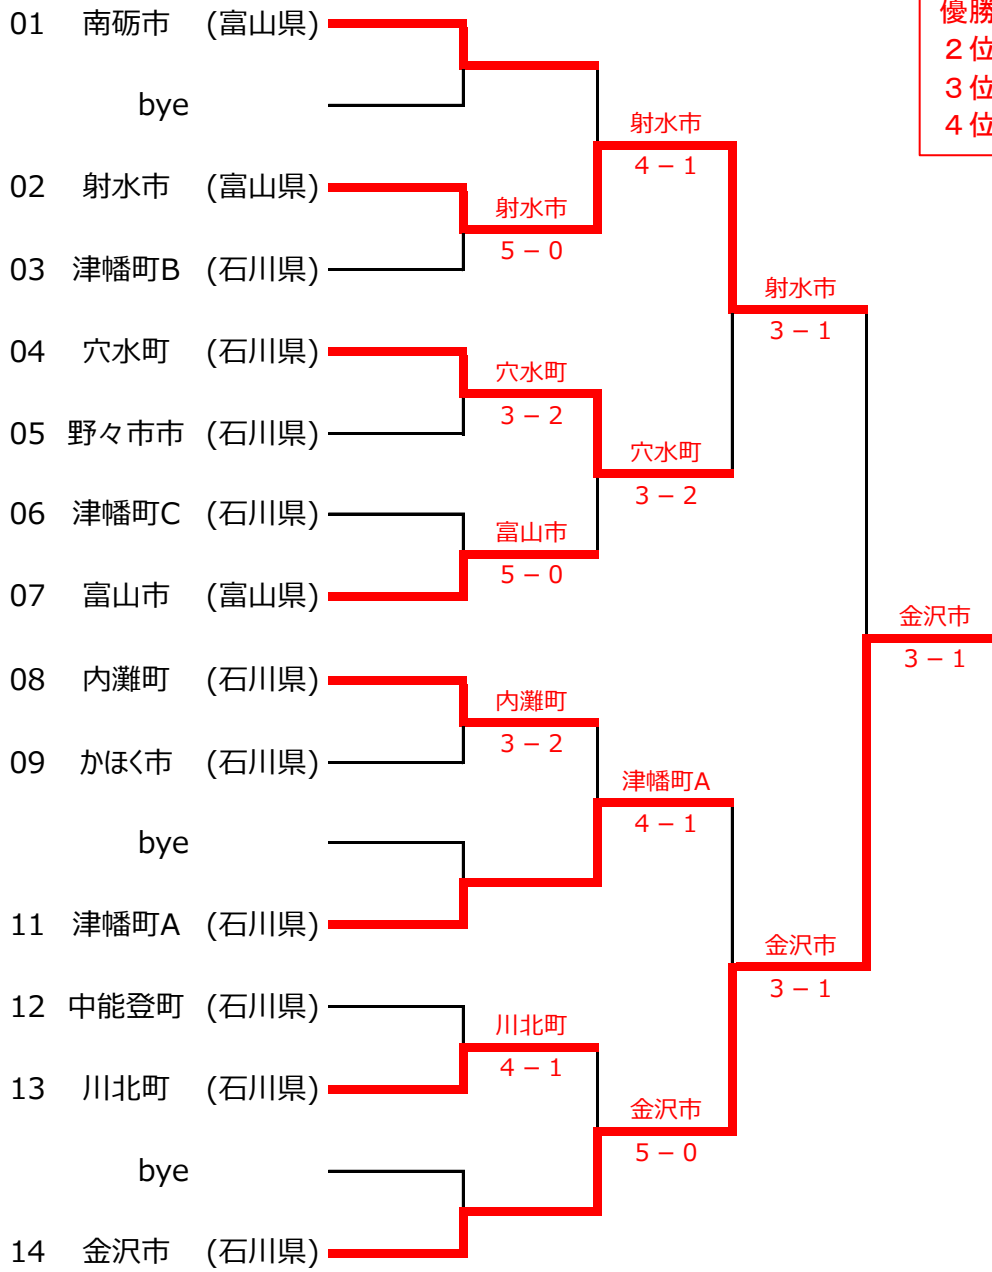 01 南砺市 (富山県)
bye
02 射水市 (富山県)
03 津幡町B (石川県)
04 穴水町 (石川県)
05 野々市市 (石川県)
06 津幡町C (石川県)
07 富山市 (富山県)
08 内灘町 (石川県)
09 かほく市 (石川県)
bye
11 津幡町A (石川県)
12 中能登町 (石川県)
13 川北町 (石川県)
bye
14 金沢市 (石川県)
射水市
5 − 0
穴水町
3 − 2
富山市
5 − 0
内灘町
3 − 2
川北町
4 − 1
射水市
4 − 1
穴水町
3 − 2
津幡町A
4 − 1
金沢市
5 − 0
射水市
3 − 1
金沢市
3 − 1
金沢市
3 − 1
優勝
２位
３位
４位